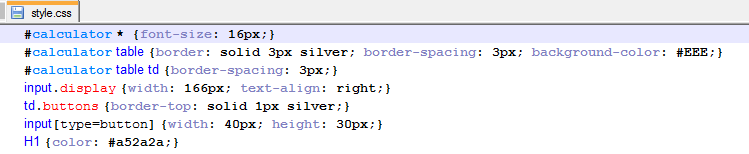 style.css
#calculator * {font-size: 16px;}
#calculator table {border: solid 3px silver; border-spacing: 3px; background-color: #EEE;}
#calculator table td {border-spacing: 3px;}
input.display {width: 166px; text-align: right;}
td.buttons {border-top: solid 1px silver;}
input[type=button] {width: 40px; height: 30px;}
H1 {color: #a52a2a;}